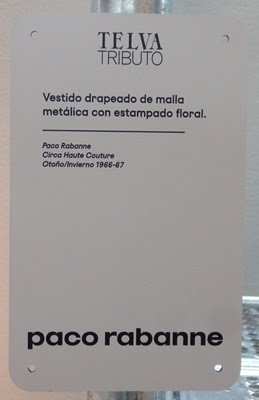 TELVA
TRIBUTO
Vestido drapeado de malla
metálica con estampado floral.
Paco Rabanne
Circa Haute Couture
Otoño/Invierno 1966-67
paco rabanne